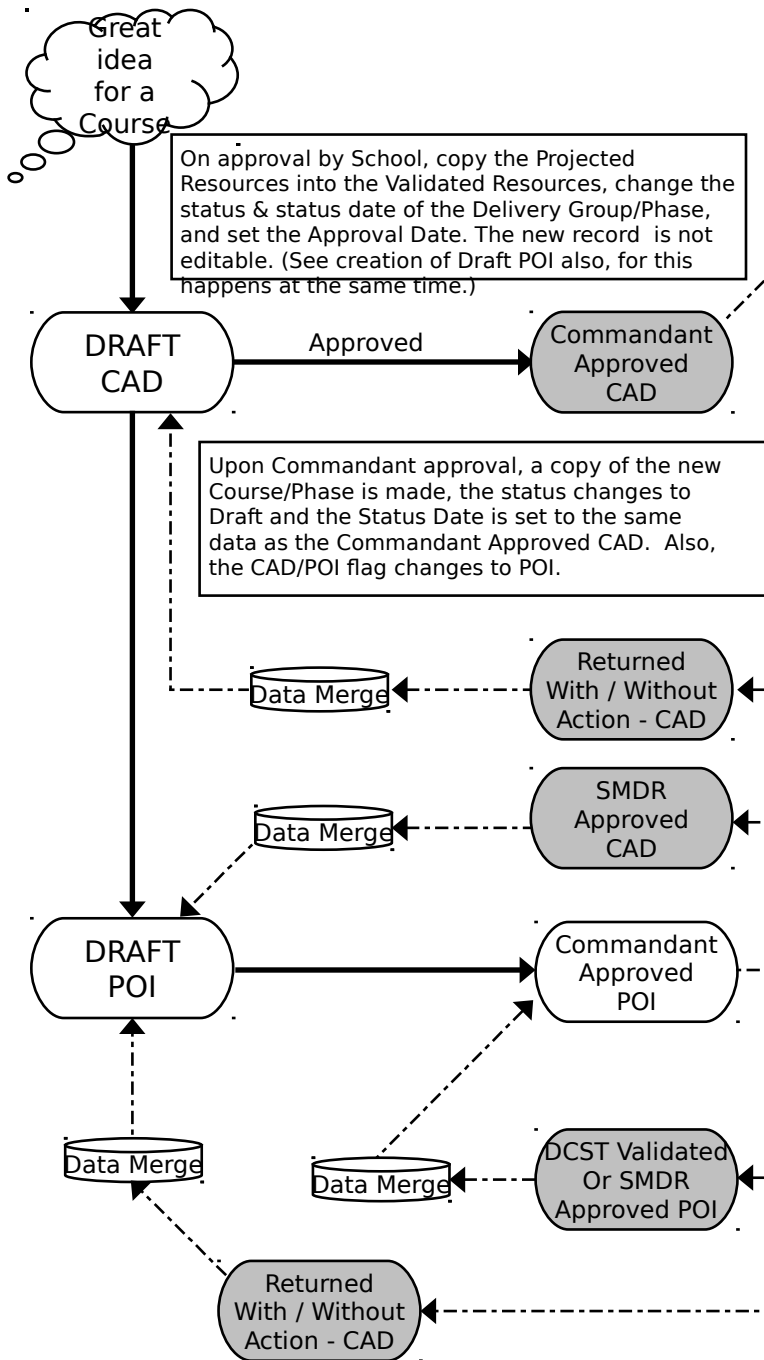 Great
idea
for a
Course
On approval by School, copy the Projected
Resources into the Validated Resources, change the
status & status date of the Delivery Group/Phase,
and set the Approval Date. The new record  is not
editable. (See creation of Draft POI also, for this
happens at the same time.)
DRAFT
CAD
Approved
Commandant
Approved
CAD
Upon Commandant approval, a copy of the new
Course/Phase is made, the status changes to
Draft and the Status Date is set to the same
data as the Commandant Approved CAD.  Also,
the CAD/POI flag changes to POI.
Data Merge
Returned
With / Without
Action - CAD
Data Merge
SMDR
Approved
CAD
DRAFT
POI
Commandant
Approved
POI
Data Merge
Data Merge
DCST Validated
Or SMDR
Approved POI
Returned
With / Without
Action - CAD